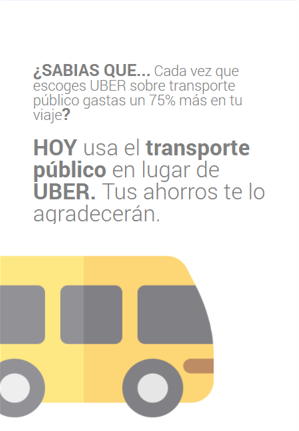 ¿SABIAS QUE... Cada vez que
escoges UBER sobre transporte
público gastas un 75% más en tu
viaje?
HOY usa el transporte
público en lugar de
UBER. Tus ahorros te lo
agradecerán.